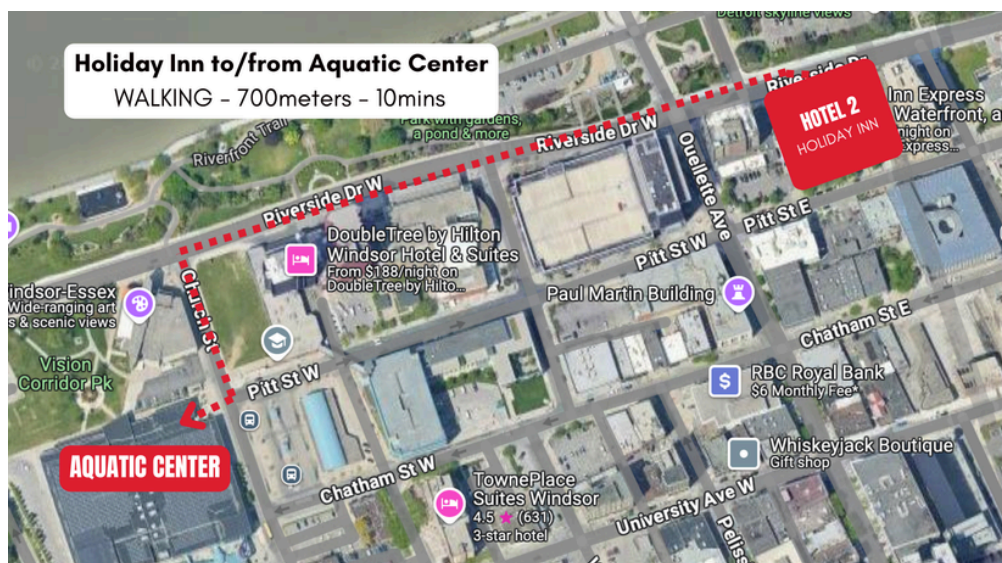 Detroit skyline views
Holiday Inn to/from Aquatic Center
WALKING - 700meters - 10mins
Riverside Dr
HOTEL 2
HOLIDAY INN
Inn Express
Waterfront, a
night on
Express...
Park with gardens,
a pond & more
Riverfront Trail
Riverside Dr W
Ouellette Ave
Riverside Dr W
Pitt St E
DoubleTree by Hilton
Windsor Hotel & Suites
From $188/night on
DoubleTree by Hilto...
Pitt St W
Paul Martin Building
Chatham St E
indsor-Essex
Wide-ranging art
s & scenic views
Church St
Vision
Corridor Pk
Pitt St W
RBC Royal Bank
$6 Monthly Fee*
AQUATIC CENTER
Whiskeyjack Boutique
Gift shop
Chatham St W
TownePlace
Suites Windsor
4.5 ★ (631)
3-star hotel
University Ave W
Peliss